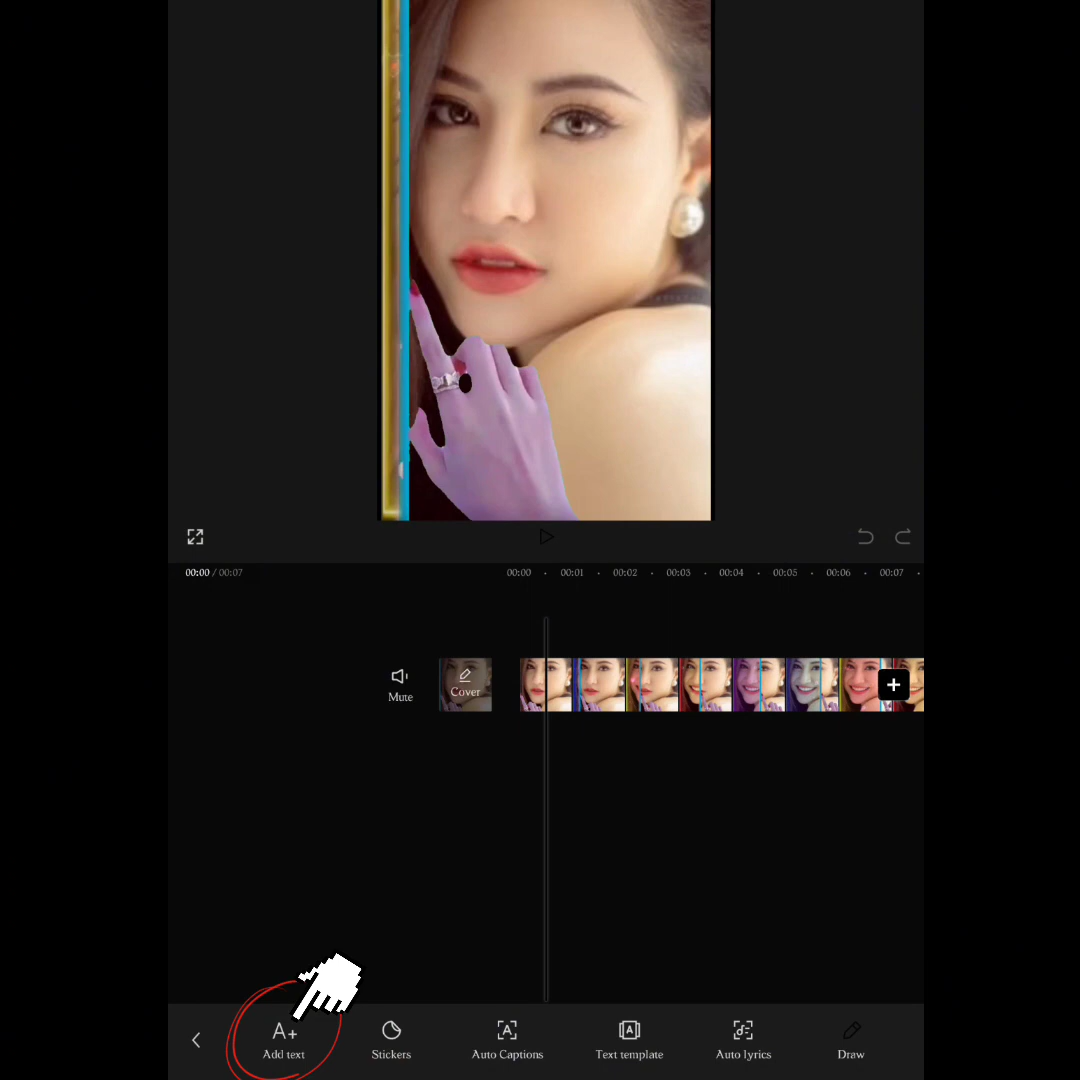 00:00 / 00:07
00:00 00:01 00:02 00:03 00:04 00:05 00:06 00:07
Mute
Cover
A+
Add text
Stickers
A
Auto Captions
A
Text template
Auto lyrics
Draw